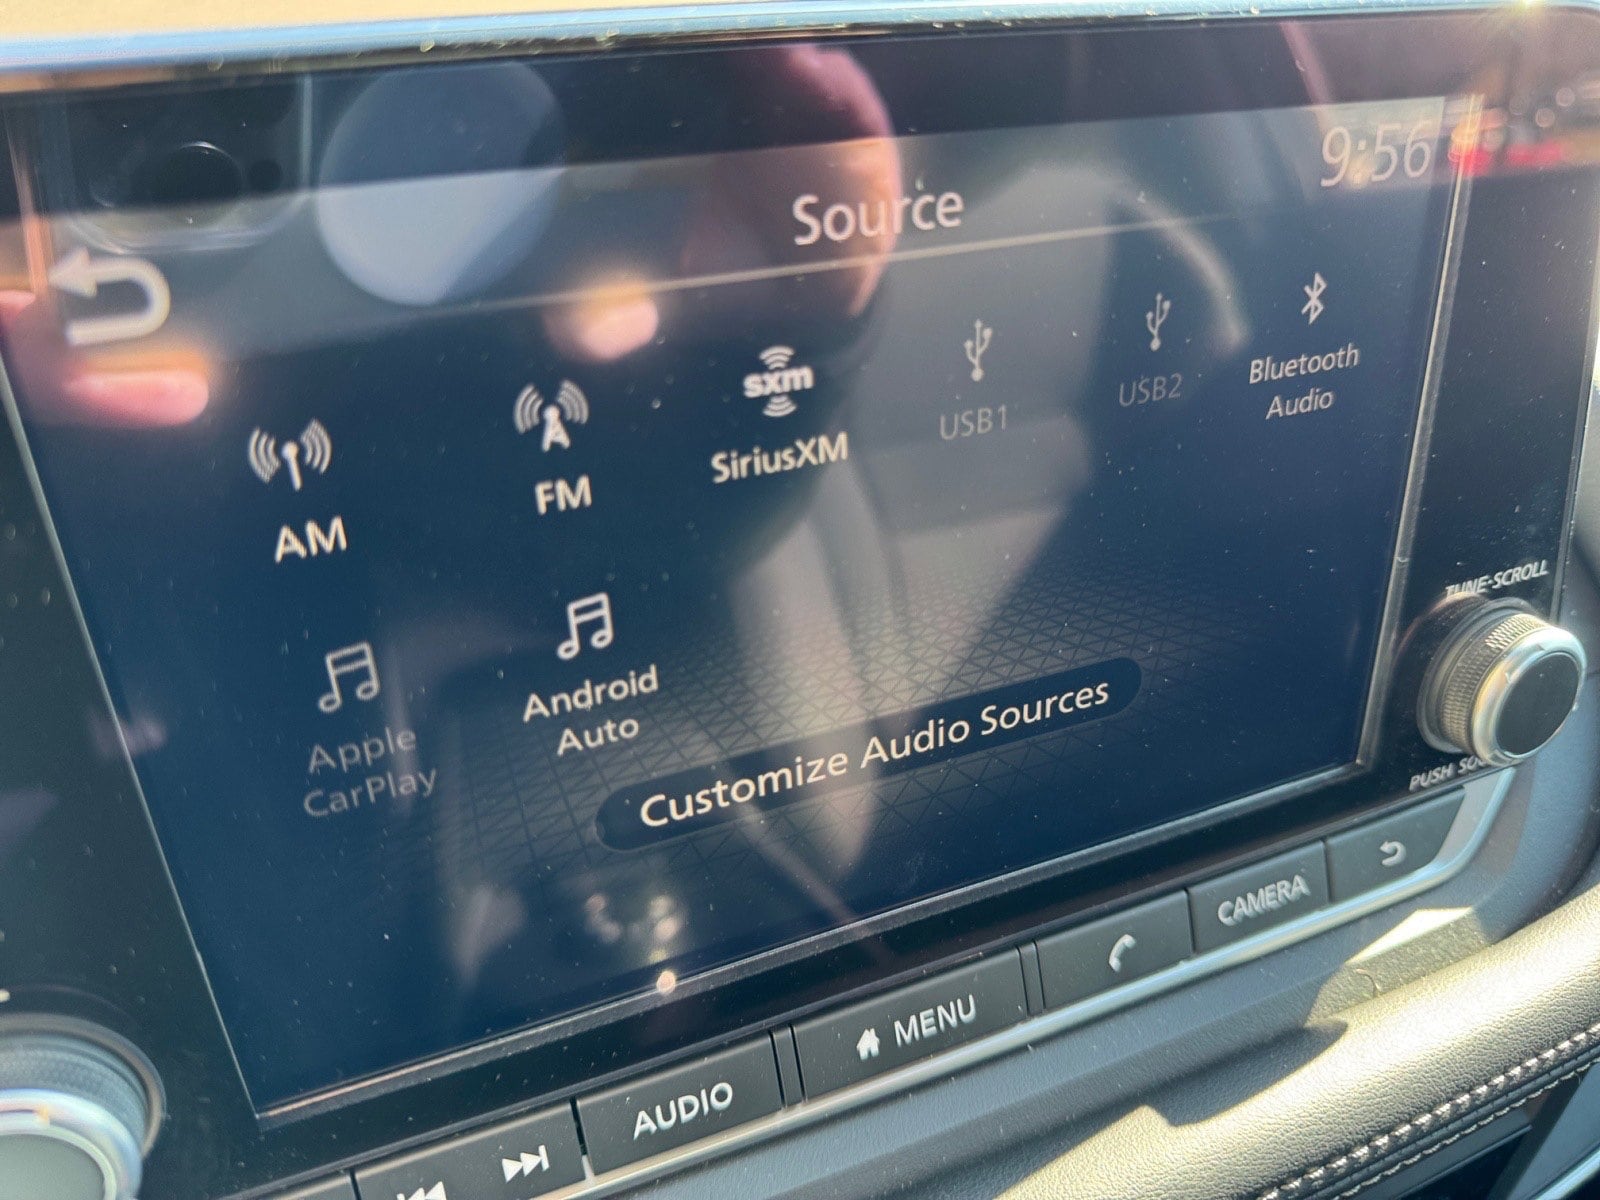 9:56
Source
AM
FM
sxm
SiriusXM
USB1
USB2
Bluetooth
Audio
Apple
CarPlay
Android
Auto
Customize Audio Sources
TUNE·SCROLL
PUSH
AUDIO
MENU
CAMERA